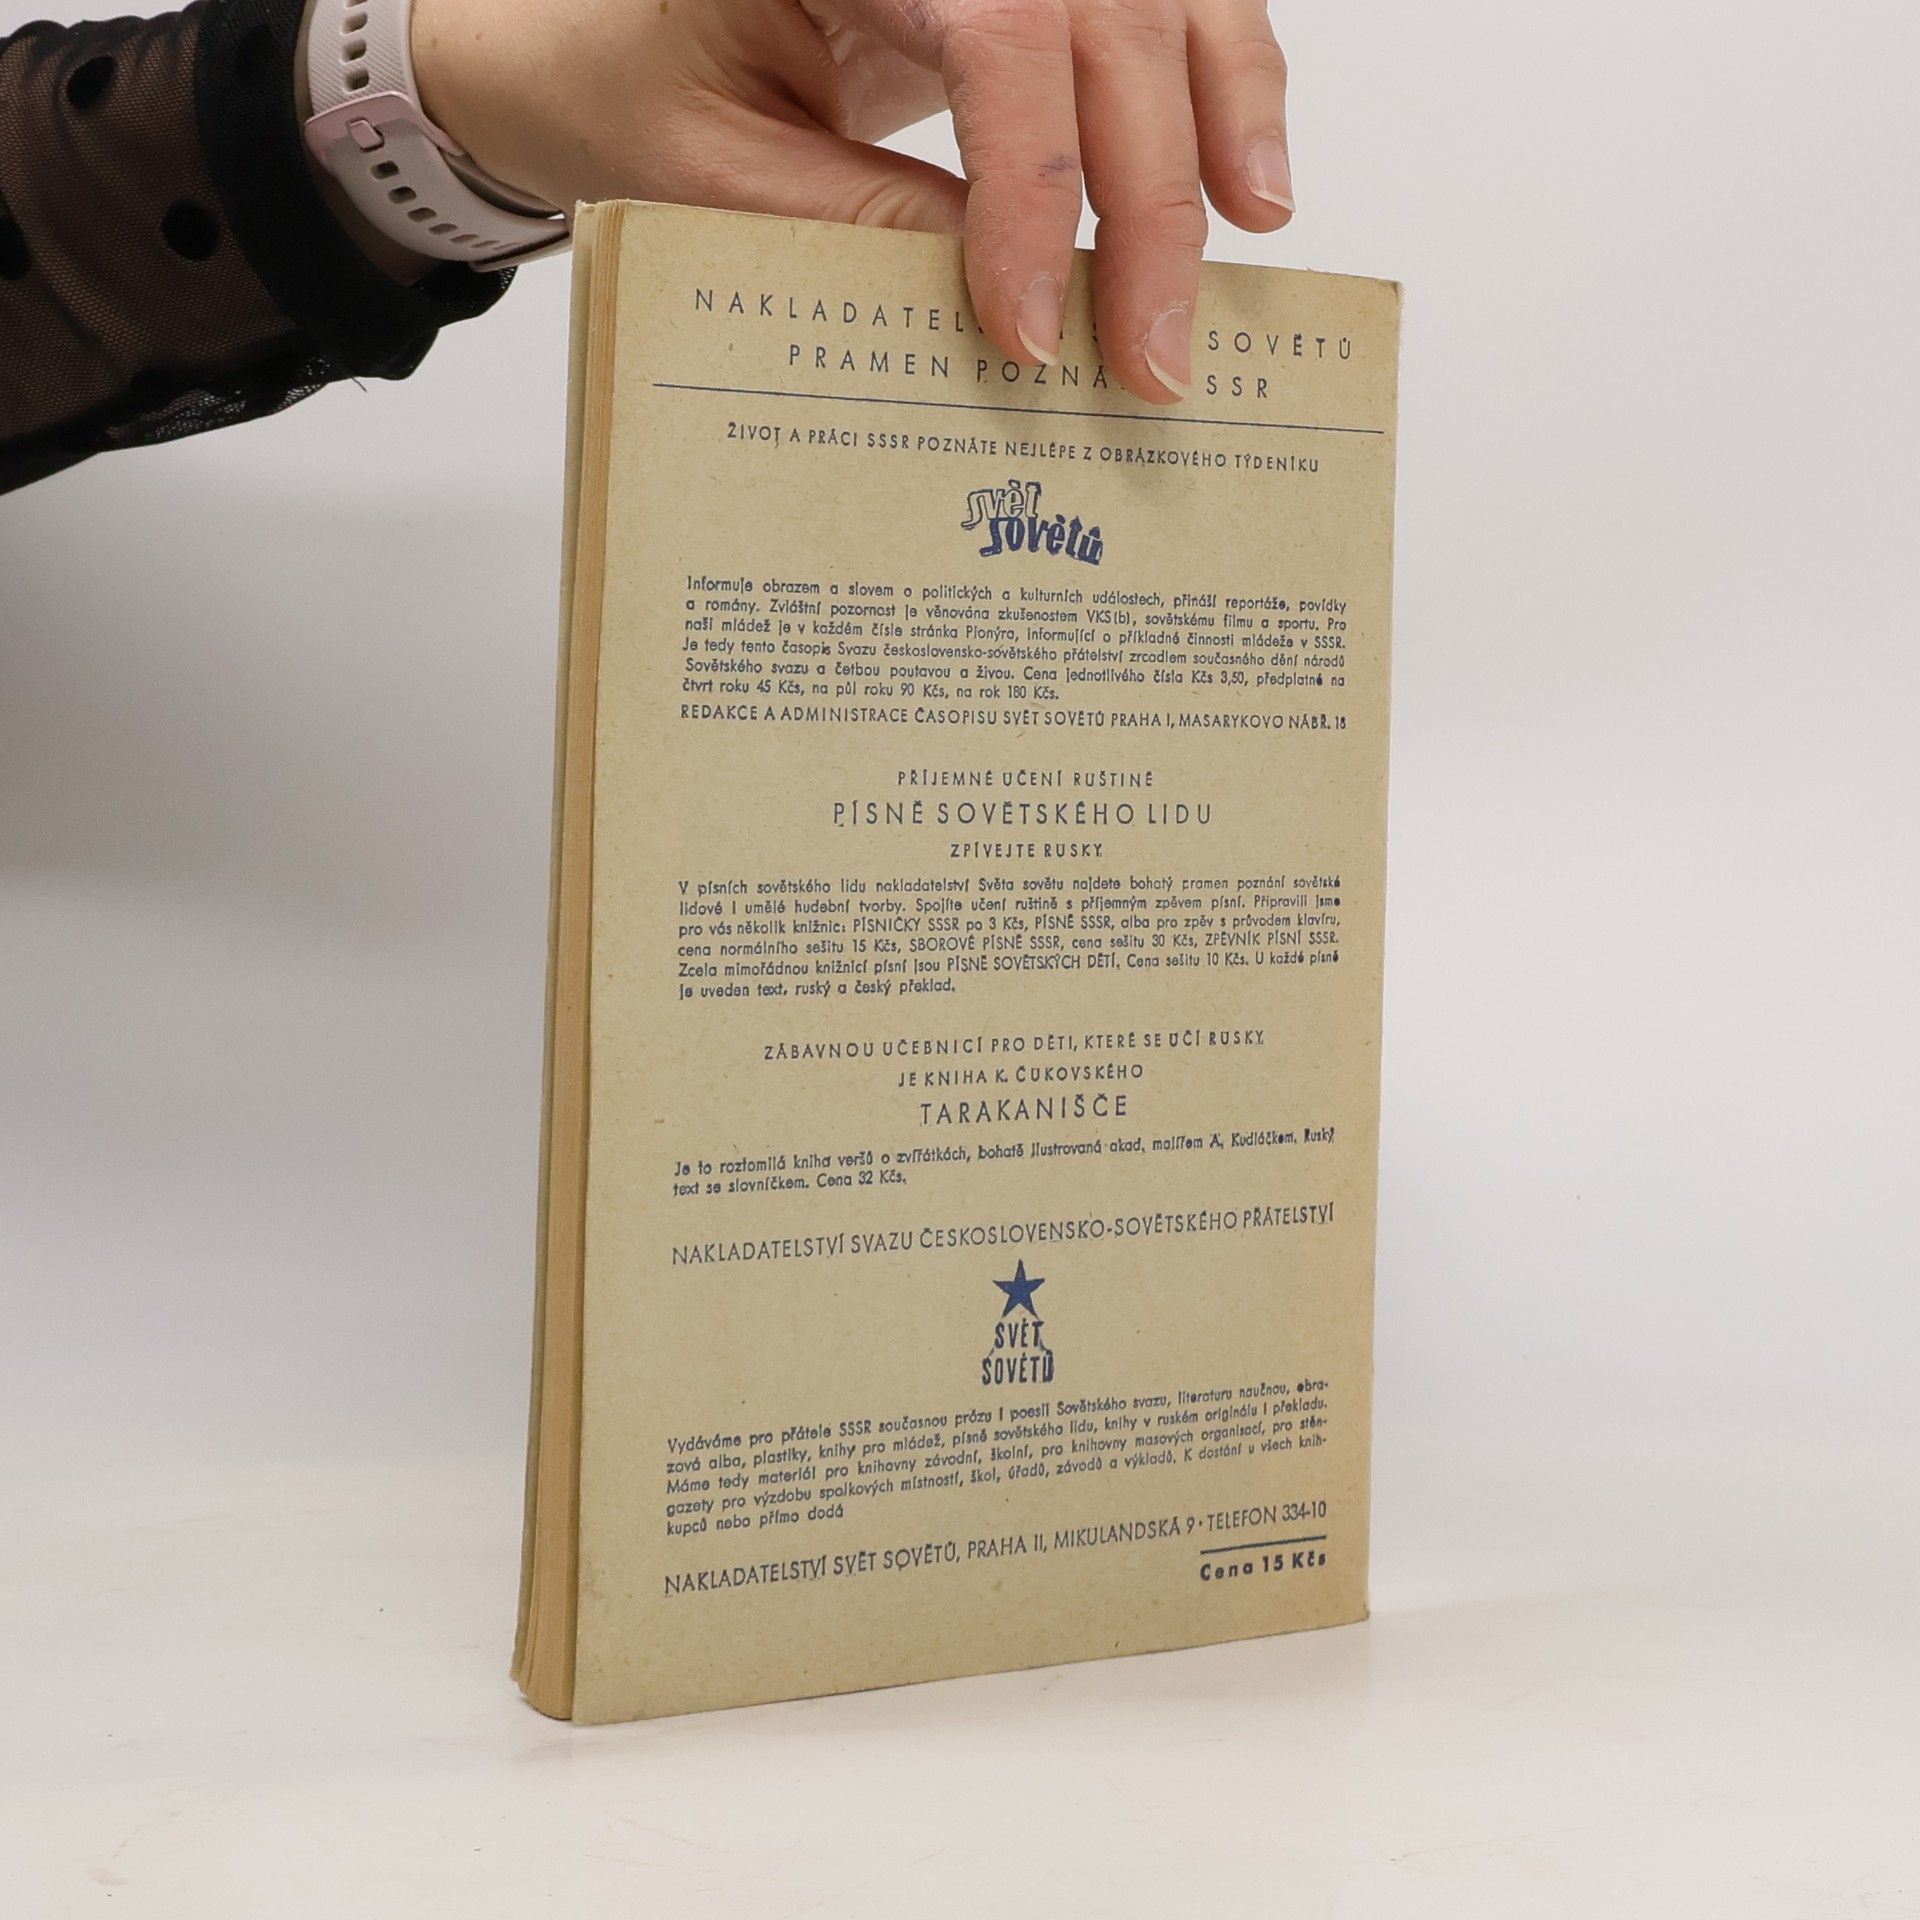 NAKLADATEL SOVĚTŮ
PRAMEN POZNÁ SSR
ŽIVOT A PRÁCI SSSR POZNÁTE NEJLÉPE Z OBRÁZKOVÉHO TÝDENÍKU
svět
sovětů
Informuje obrazem a slovem o politických a kulturních událostech, přináší reportáže, povídky
a romány. Zvláštní pozornost je věnována zkušenostem VKS(b), sovětskému filmu a sportu. Pro
naši mládež je v každém čísle stránka Pionýra, informující o příkladné činnosti mládeže v SSSR.
Je tedy tento časopis Svazu československo-sovětského přátelství zrcadlem současného dění národů
Sovětského svazu a četbou poutavou a živou. Cena jednotlivého čísla Kčs 3,50, předplatné na
čtvrt roku 45 Kčs, na půl roku 90 Kčs, na rok 180 Kčs.
REDAKCE A ADMINISTRACE ČASOPISU SVĚT SOVĚTŮ PRAHA I, MASARYKOVO NÁBŘ. 18
PŘÍJEMNÉ UČENÍ RUŠTINĚ
PÍSNĚ SOVĚTSKÉHO LIDU
ZPÍVEJTE RUSKY
V písních sovětského lidu nakladatelství Světa sovětu najdete bohatý pramen poznání sovětské
lidové i umělé hudební tvorby. Spojíte učení ruštině s příjemným zpěvem písní. Připravili jsme
pro vás několik knižnic: PÍSNIČKY SSSR po 3 Kčs, PÍSNĚ SSSR, alba pro zpěv s průvodem klavíru,
cena normálního sešitu 15 Kčs, SBOROVÉ PÍSNĚ SSSR, cena sešitu 30 Kčs, ZPĚVNÍK PÍSNÍ SSSR.
Zcela mimořádnou knižnicí písní jsou PÍSNĚ SOVĚTSKÝCH DĚTÍ. Cena sešitu 10 Kčs. U každé písně
je uveden text, ruský a český překlad.
ZÁBAVNOU UČEBNICÍ PRO DĚTI, KTERÉ SE UČÍ RUSKY
JE KNIHA K. ČUKOVSKÉHO
TARAKANIŠČE
Je to roztomilá kniha veršů o zvířátkách, bohatě ilustrovaná akad. malířem A. Kudláčkem. Ruský
text se slovníčkem. Cena 32 Kčs.
NAKLADATELSTVÍ SVAZU ČESKOSLOVENSKO-SOVĚTSKÉHO PŘÁTELSTVÍ
SVĚT
SOVĚTŮ
Vydáváme pro přátele SSSR současnou prózu i poesii Sovětského svazu, literaturu naučnou, obra-
zová alba, plastiky, knihy pro mládež, písně sovětského lidu, knihy v ruském originálu i překladu.
Máme tedy materiál pro knihovny závodní, školní, pro knihovny masových organisací, pro stěn-
gazety pro výzdobu spolkových místností, škol, úřadů, závodů a výkladů. K dostání u všech knih-
kupců nebo přímo dodá
NAKLADATELSTVÍ SVĚT SOVĚTŮ, PRAHA II, MIKULANDSKÁ 9 · TELEFON 334-10
Cena 15 Kčs